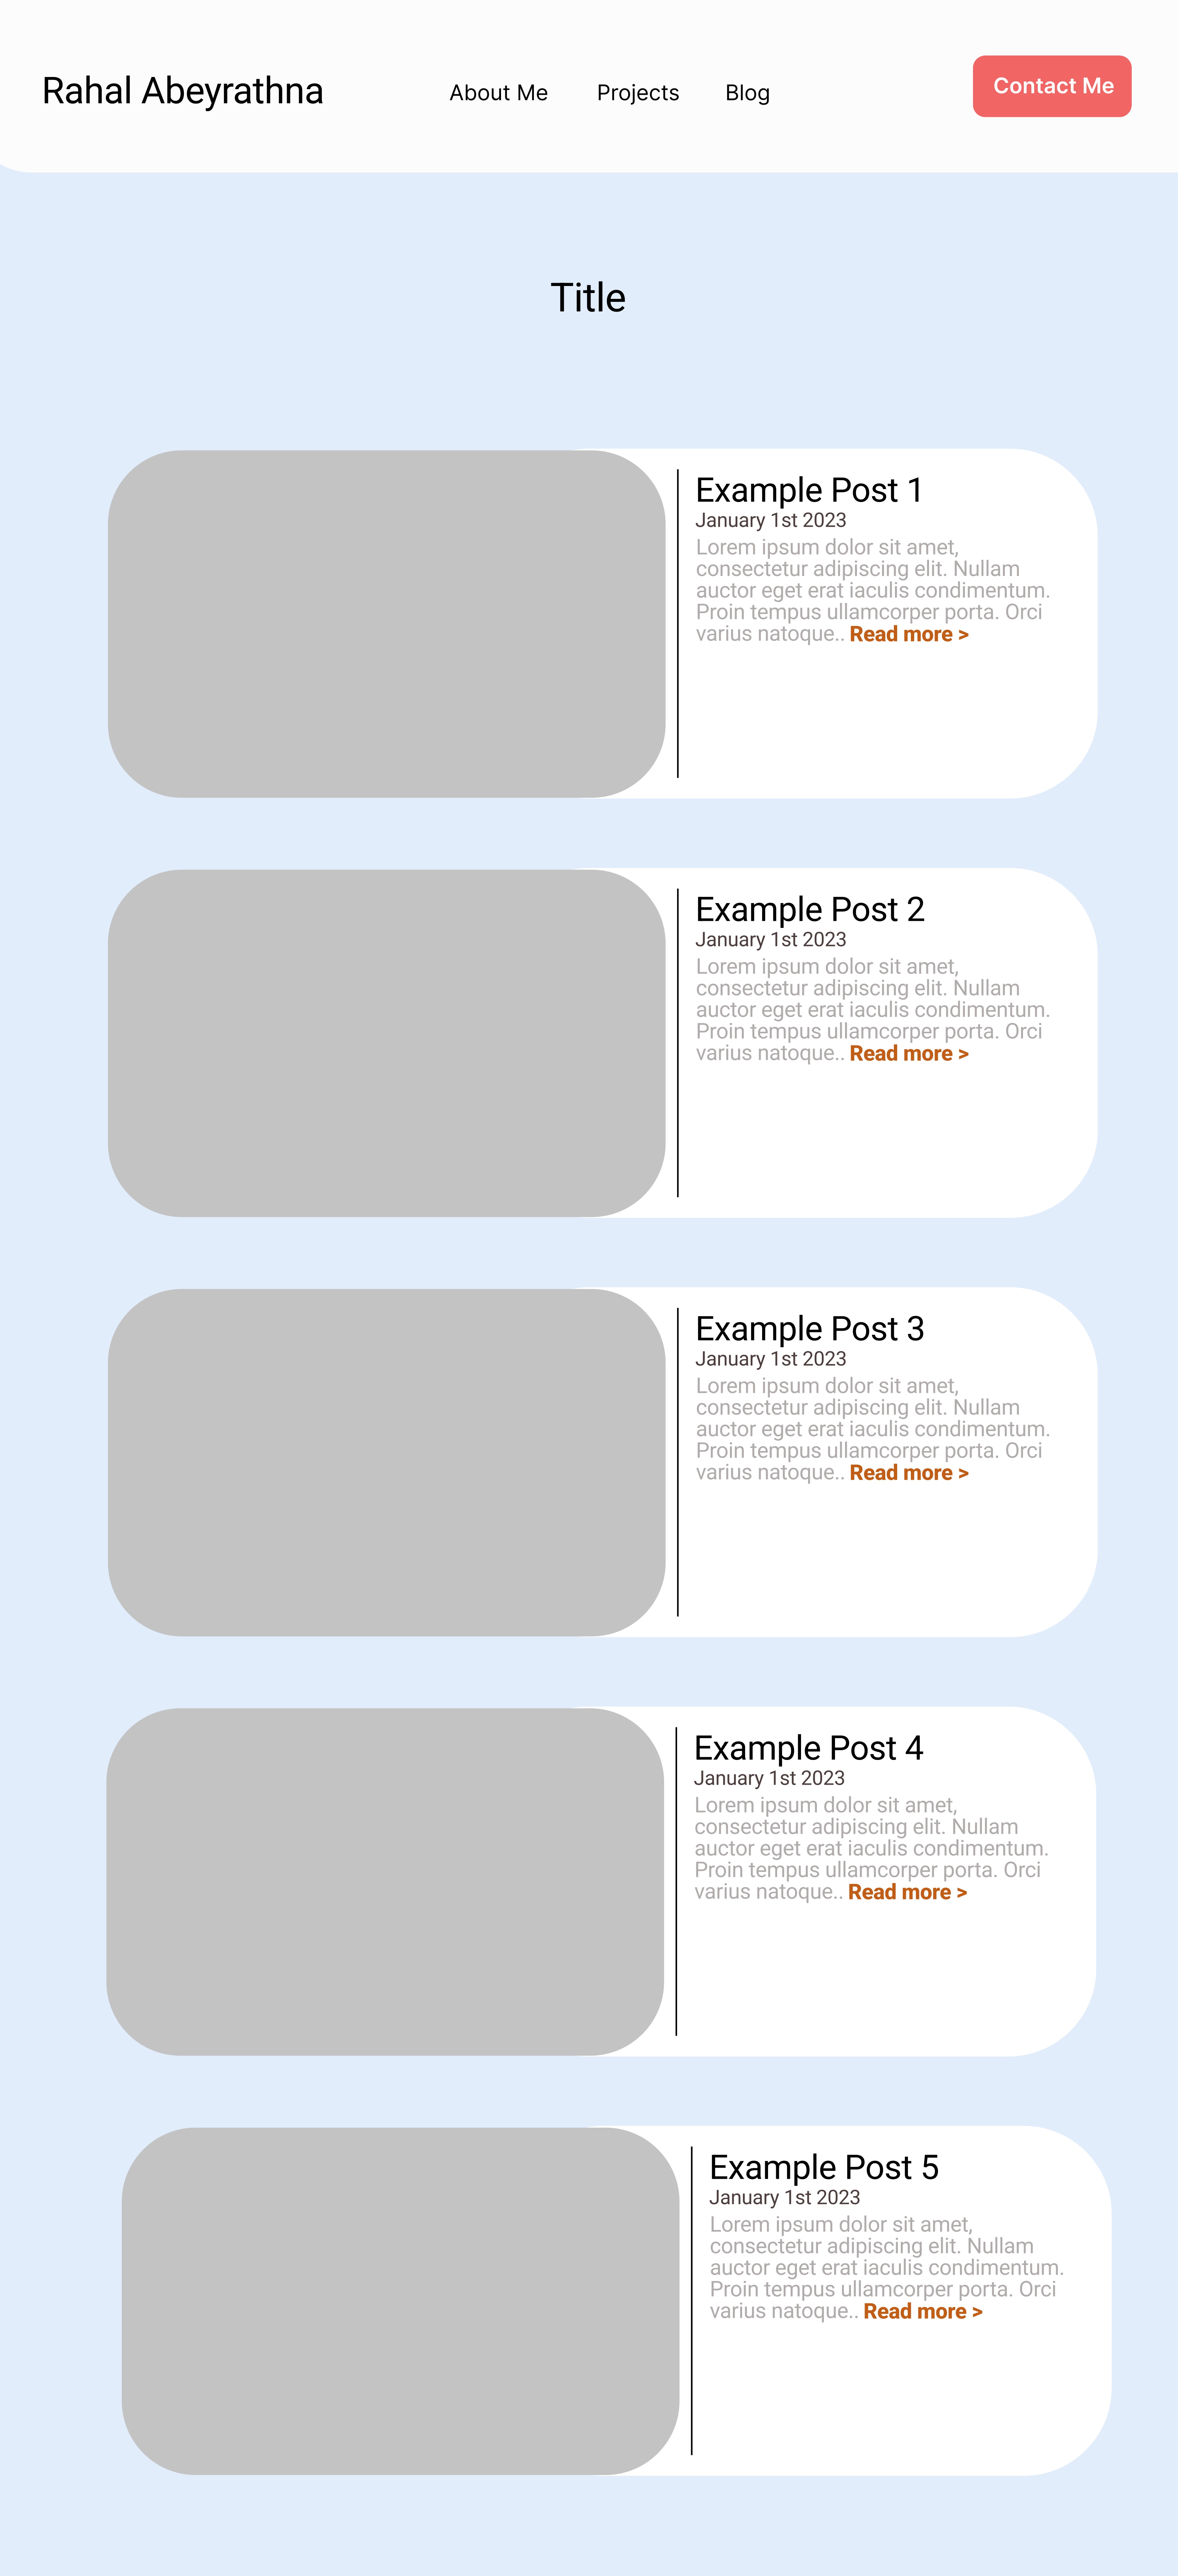 Rahal Abeyrathna
About Me
Projects
Blog
Contact Me
Title
Example Post 1
January 1st 2023
Lorem ipsum dolor sit amet,
consectetur adipiscing elit. Nullam
auctor eget erat iaculis condimentum.
Proin tempus ullamcorper porta. Orci
varius natoque.. Read more >
Example Post 2
January 1st 2023
Lorem ipsum dolor sit amet,
consectetur adipiscing elit. Nullam
auctor eget erat iaculis condimentum.
Proin tempus ullamcorper porta. Orci
varius natoque.. Read more >
Example Post 3
January 1st 2023
Lorem ipsum dolor sit amet,
consectetur adipiscing elit. Nullam
auctor eget erat iaculis condimentum.
Proin tempus ullamcorper porta. Orci
varius natoque.. Read more >
Example Post 4
January 1st 2023
Lorem ipsum dolor sit amet,
consectetur adipiscing elit. Nullam
auctor eget erat iaculis condimentum.
Proin tempus ullamcorper porta. Orci
varius natoque.. Read more >
Example Post 5
January 1st 2023
Lorem ipsum dolor sit amet,
consectetur adipiscing elit. Nullam
auctor eget erat iaculis condimentum.
Proin tempus ullamcorper porta. Orci
varius natoque.. Read more >